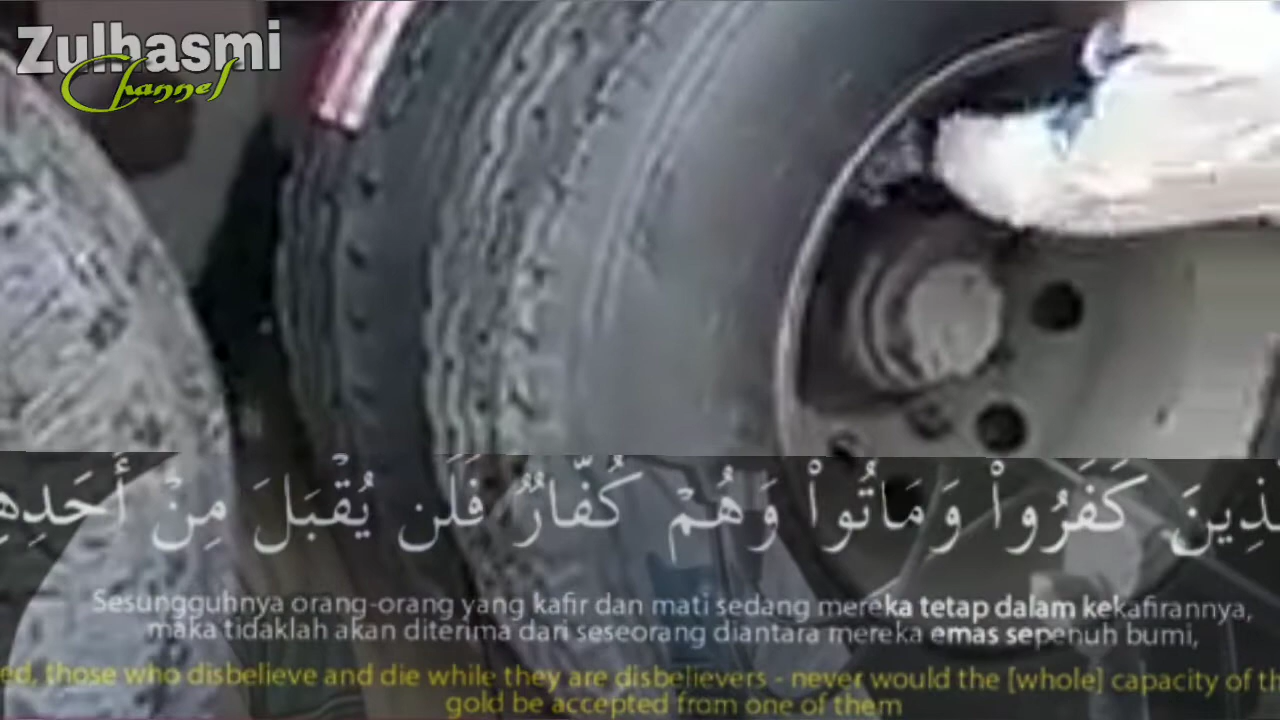 Zulhasmi
Channel
كَفَرُوا۟ وَمَاتُوا۟ وَهُمْ كُفَّارٌ فَلَن يُقْبَلَ مِنْ
Sesungguhnya orang-orang yang kafir dan mati sedang mereka tetap dalam kekafirannya,
maka tidaklah akan diterima dari seseorang diantara mereka emas sepenuh bumi,
those who disbelieve and die while they are disbelievers - never would the [whole] capacity of
gold be accepted from one of them